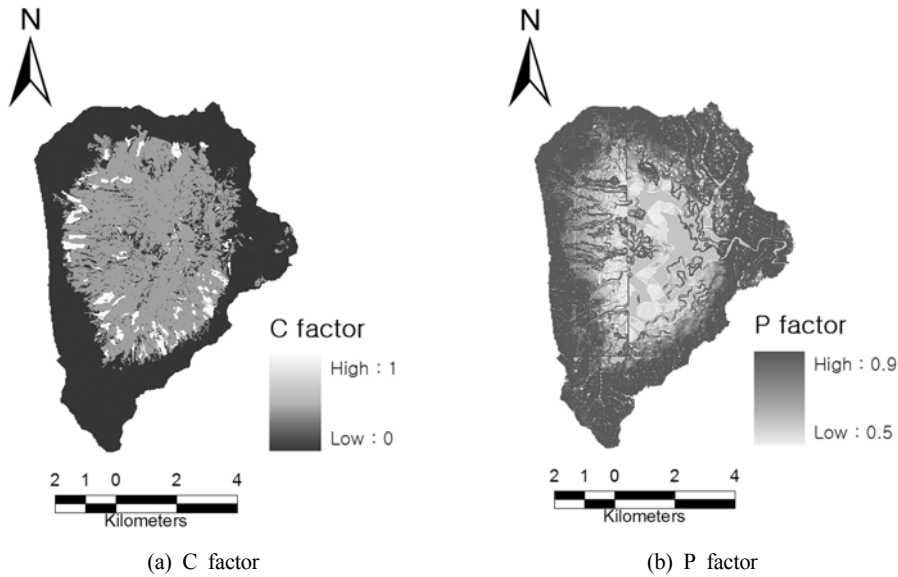 N
C factor
High : 1
Low : 0
2 1 0 2 4
Kilometers
(a) C factor
N
P factor
High : 0.9
Low : 0.5
2 1 0 2 4
Kilometers
(b) P factor